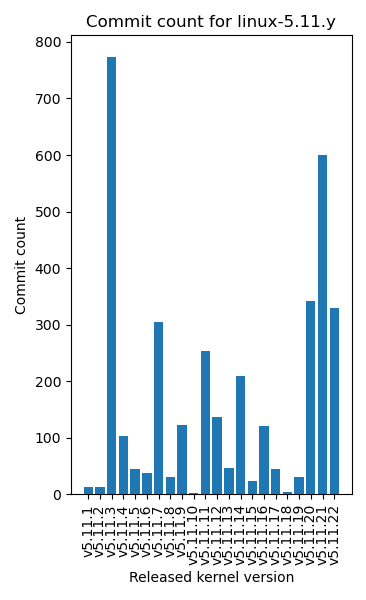 Commit count for linux-5.11.y
800
700
600
500
400
300
200
100
0
Commit count
v5.11.1
v5.11.2
v5.11.3
v5.11.4
v5.11.5
v5.11.6
v5.11.7
v5.11.8
v5.11.9
v5.11.10
v5.11.11
v5.11.12
v5.11.13
v5.11.14
v5.11.15
v5.11.16
v5.11.17
v5.11.18
v5.11.19
v5.11.20
v5.11.21
v5.11.22
Released kernel version